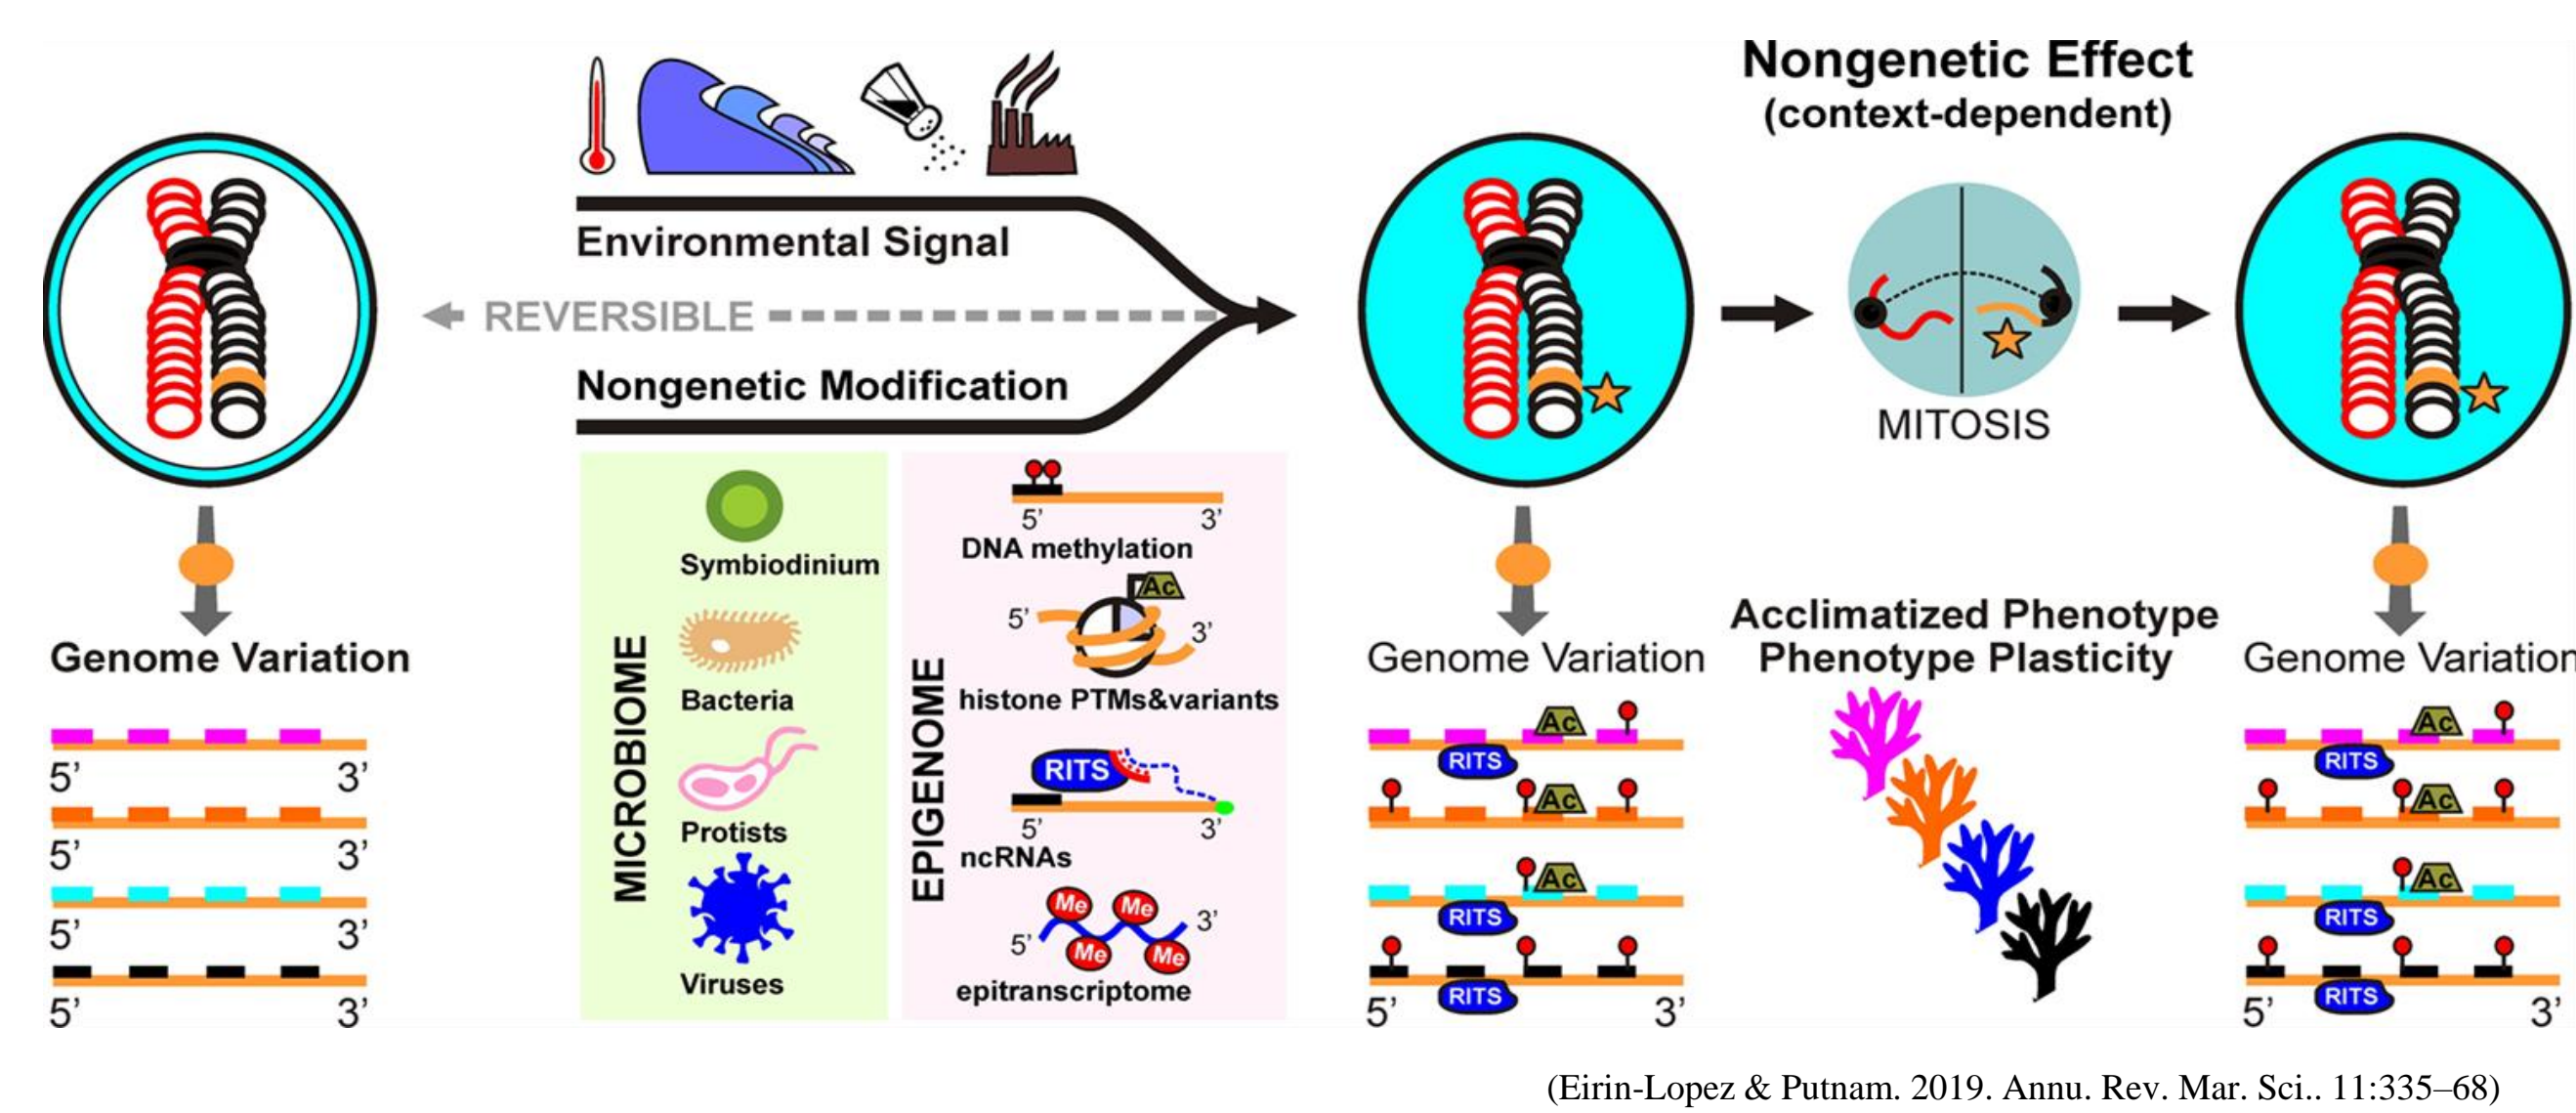 Nongenetic Effect
(context-dependent)
Environmental Signal
REVERSIBLE
Nongenetic Modification
MITOSIS
Genome Variation
5’ 3’
5’ 3’
5’ 3’
5’ 3’
MICROBIOME
Symbiodinium
Bacteria
Protists
Viruses
EPIGENOME
5’ 3’
DNA methylation
Ac
5’ 3’
histone PTMs&variants
RITS
5’ 3’
ncRNAs
Me Me
5’ 3’
Me Me
epitranscriptome
Genome Variation
Ac
RITS
Ac
Ac
RITS
RITS
5’ 3’
Acclimatized Phenotype
Phenotype Plasticity
Genome Variation
Ac
RITS
Ac
Ac
RITS
RITS
5’ 3’
(Eirin-Lopez & Putnam. 2019. Annu. Rev. Mar. Sci.. 11:335–68)